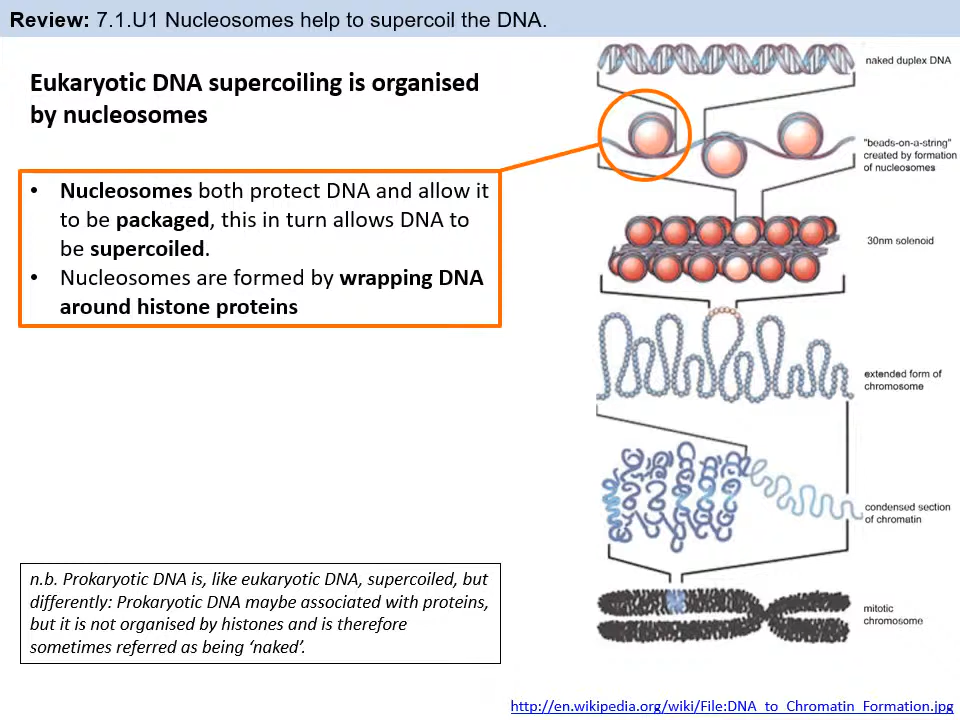 Review: 7.1.U1 Nucleosomes help to supercoil the DNA.
Eukaryotic DNA supercoiling is organised
by nucleosomes
• Nucleosomes both protect DNA and allow it
to be packaged, this in turn allows DNA to
be supercoiled.
• Nucleosomes are formed by wrapping DNA
around histone proteins
n.b. Prokaryotic DNA is, like eukaryotic DNA, supercoiled, but
differently: Prokaryotic DNA maybe associated with proteins,
but it is not organised by histones and is therefore
sometimes referred as being ‘naked’.
naked duplex DNA
"beads-on-a-string"
created by formation
of nucleosomes
30nm solenoid
extended form of
chromosome
condensed section
of chromatin
mitotic
chromosome
http://en.wikipedia.org/wiki/File:DNA_to_Chromatin_Formation.jpg